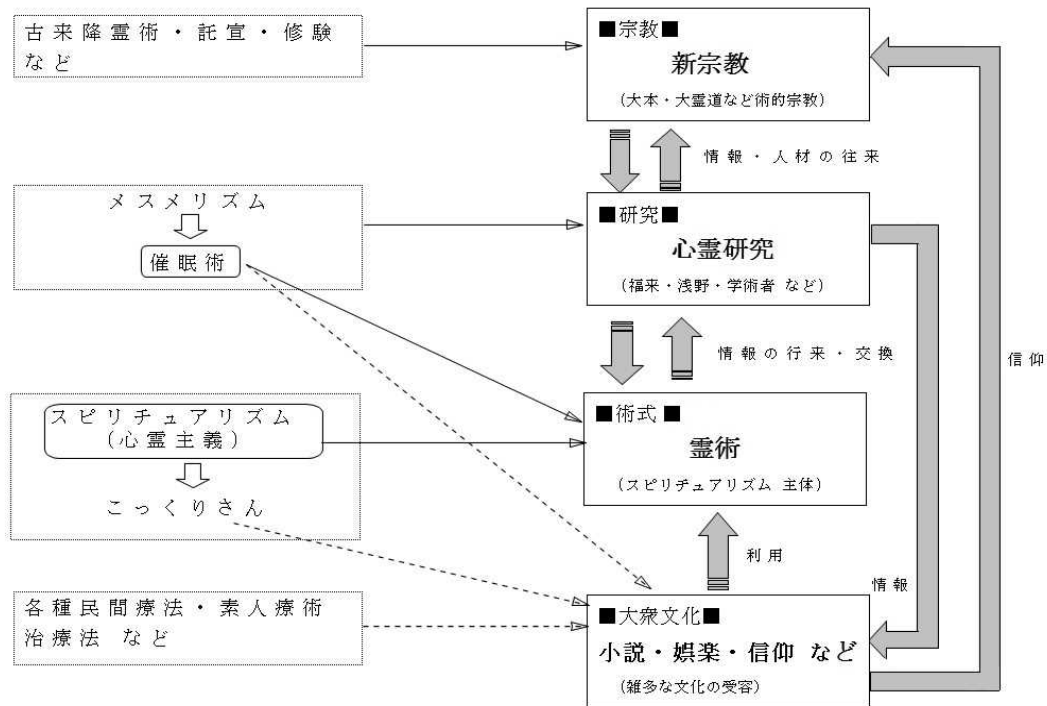 古来降霊術・託宣・修験
など
■宗教■
新宗教
(大本・大霊道など術的宗教)
情報・人材の往来
メスメリズム
催眠術
■研究■
心霊研究
(福来・浅野・学術者 など)
情報の行来・交換
信仰
スピリチュアリズム
(心霊主義)
こっくりさん
■術式■
霊術
(スピリチュアリズム 主体)
利用
情報
各種民間療法・素人療術
治療法 など
■大衆文化■
小説・娯楽・信仰 など
(雑多な文化の受容)